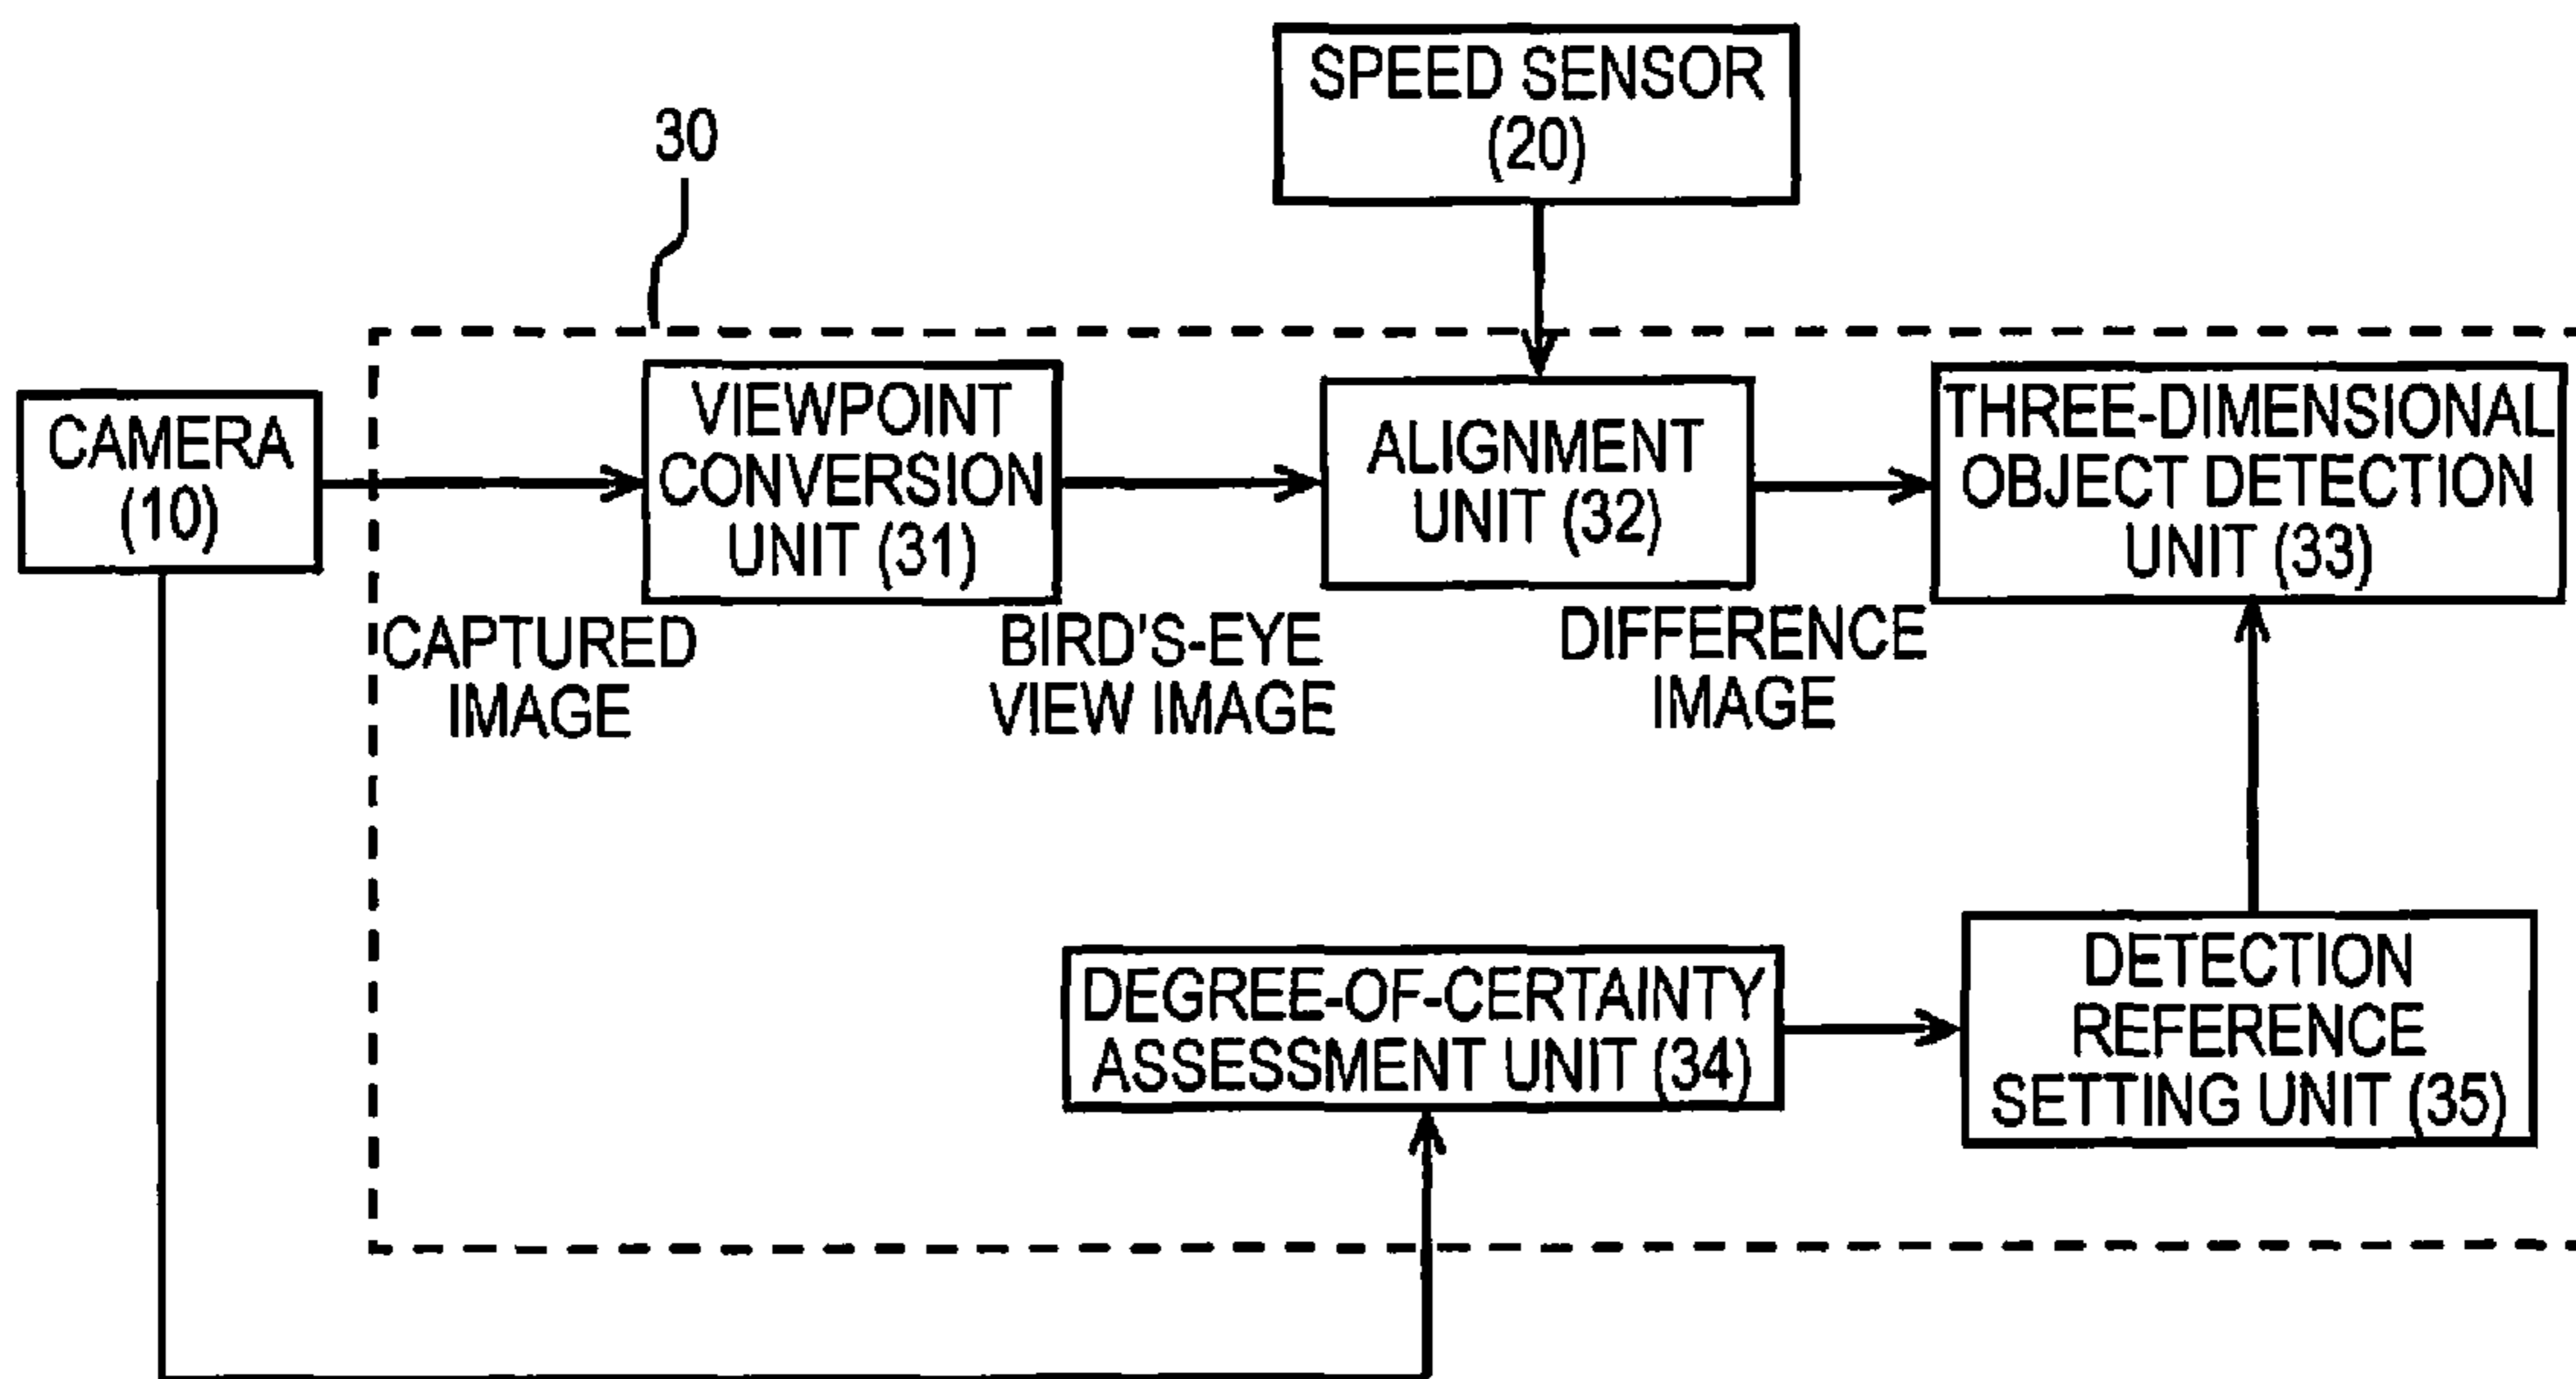 SPEED SENSOR
(20)
30
CAMERA
(10)
VIEWPOINT
CONVERSION
UNIT (31)
ALIGNMENT
UNIT (32)
THREE-DIMENSIONAL
OBJECT DETECTION
UNIT (33)
CAPTURED
IMAGE
BIRD'S-EYE
VIEW IMAGE
DIFFERENCE
IMAGE
DEGREE-OF-CERTAINTY
ASSESSMENT UNIT (34)
DETECTION
REFERENCE
SETTING UNIT (35)